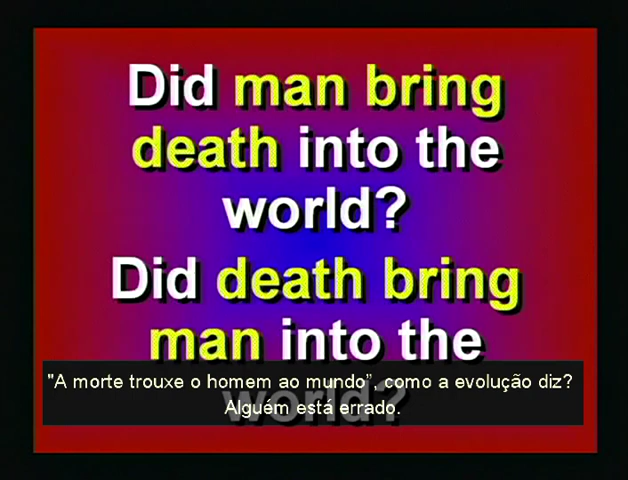 Did man bring
death into the
world?
Did death bring
man into the
world?
"A morte trouxe o homem ao mundo”, como a evolução diz?
Alguém está errado.